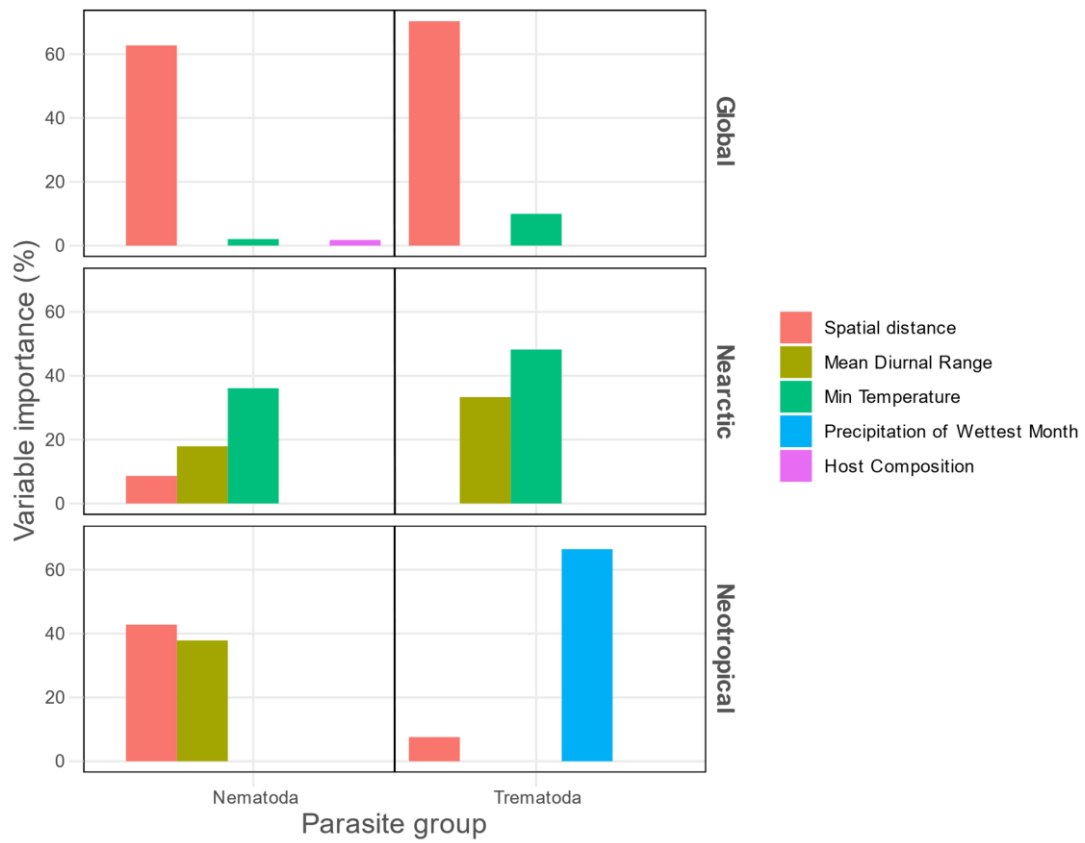 Variable importance (%)
60
40
20
0
Global
60
40
20
0
Nearctic
60
40
20
0
Neotropical
Nematoda
Trematoda
Parasite group
Spatial distance
Mean Diurnal Range
Min Temperature
Precipitation of Wettest Month
Host Composition